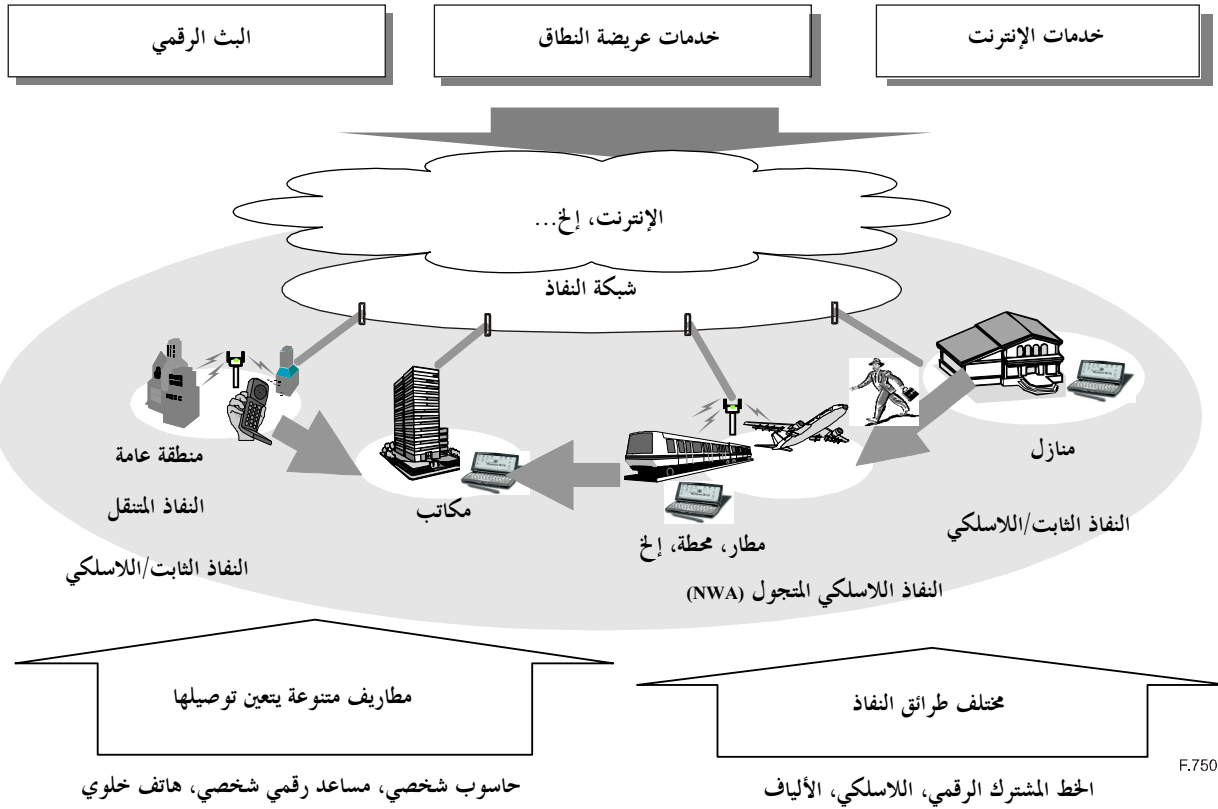 خدمات الإنترنت
خدمات عريضة النطاق
البث الرقمي
الإنترنت، إلخ...
شبكة النفاذ
منازل
النفاذ الثابت/اللاسلكي
مطار، محطة، إلخ
النفاذ اللاسلكي المتجول (NWA)
مكاتب
منطقة عامة
النفاذ المتنقل
النفاذ الثابت/اللاسلكي
مختلف طرائق النفاذ
مطاريف متنوعة يتعين توصيلها
الخط المشترك الرقمي، اللاسلكي، الألياف
حاسوب شخصي، مساعد رقمي شخصي، هاتف خلوي
F.750